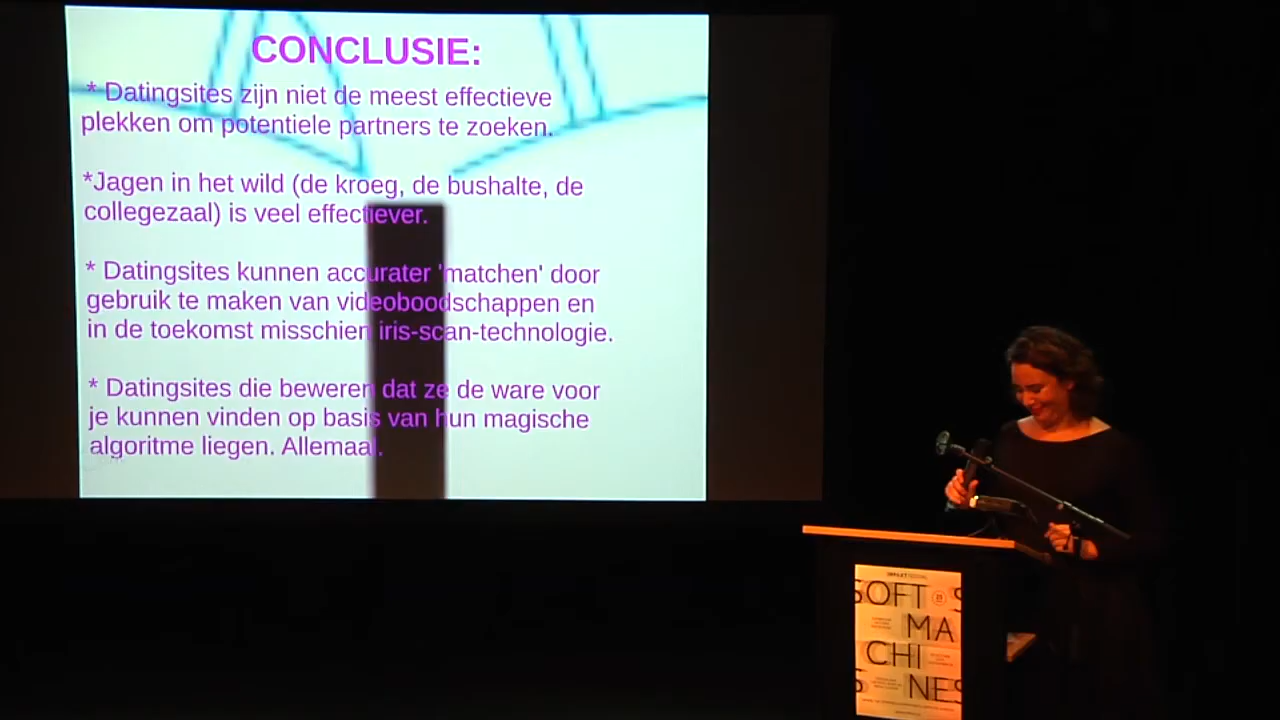 CONCLUSIE:
* Datingsites zijn niet de meest effectieve
plekken om potentiele partners te zoeken.
*Jagen in het wild (de kroeg, de bushalte, de
collegezaal) is veel effectiever.
* Datingsites kunnen accurater 'matchen' door
gebruik te maken van videoboodschappen en
in de toekomst misschien iris-scan-technologie.
* Datingsites die beweren dat ze de ware voor
je kunnen vinden op basis van hun magische
algoritme liegen. Allemaal.
SOFT
MA
CHI
NES